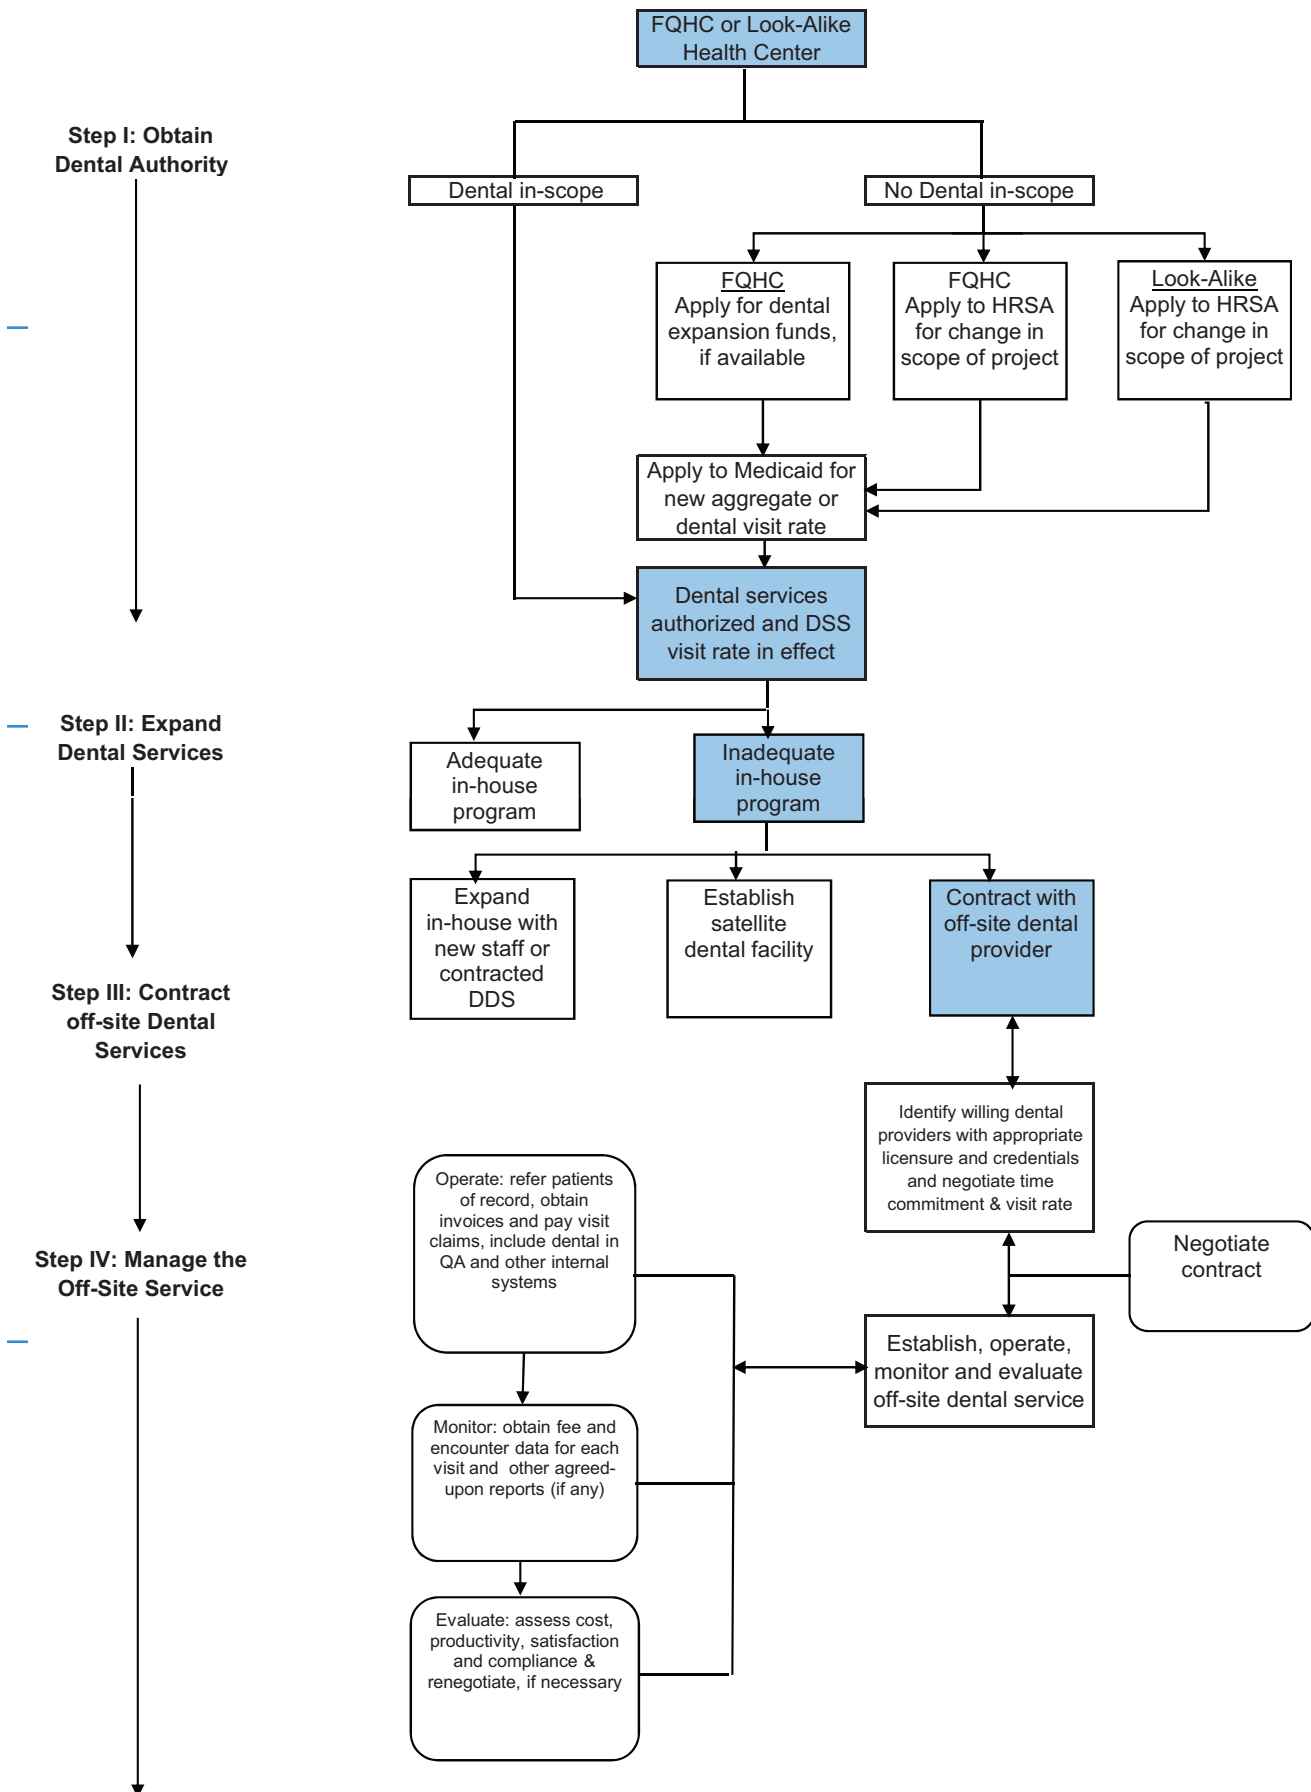 FQHC or Look-Alike
Health Center
Step I: Obtain
Dental Authority
Dental in-scope
No Dental in-scope
FQHC
Apply for dental
expansion funds,
if available
FQHC
Apply to HRSA
for change in
scope of project
Look-Alike
Apply to HRSA
for change in
scope of project
Apply to Medicaid for
new aggregate or
dental visit rate
Dental services
authorized and DSS
visit rate in effect
Step II: Expand
Dental Services
Adequate
in-house
program
Inadequate
in-house
program
Expand
in-house with
new staff or
contracted
DDS
Establish
satellite
dental facility
Contract with
off-site dental
provider
Step III: Contract
off-site Dental
Services
Identify willing dental
providers with appropriate
licensure and credentials
and negotiate time
commitment & visit rate
Operate: refer patients
of record, obtain
invoices and pay visit
claims, include dental in
QA and other internal
systems
Negotiate
contract
Step IV: Manage the
Off-Site Service
Establish, operate,
monitor and evaluate
off-site dental service
Monitor: obtain fee and
encounter data for each
visit and other agreed-
upon reports (if any)
Evaluate: assess cost,
productivity, satisfaction
and compliance &
renegotiate, if necessary